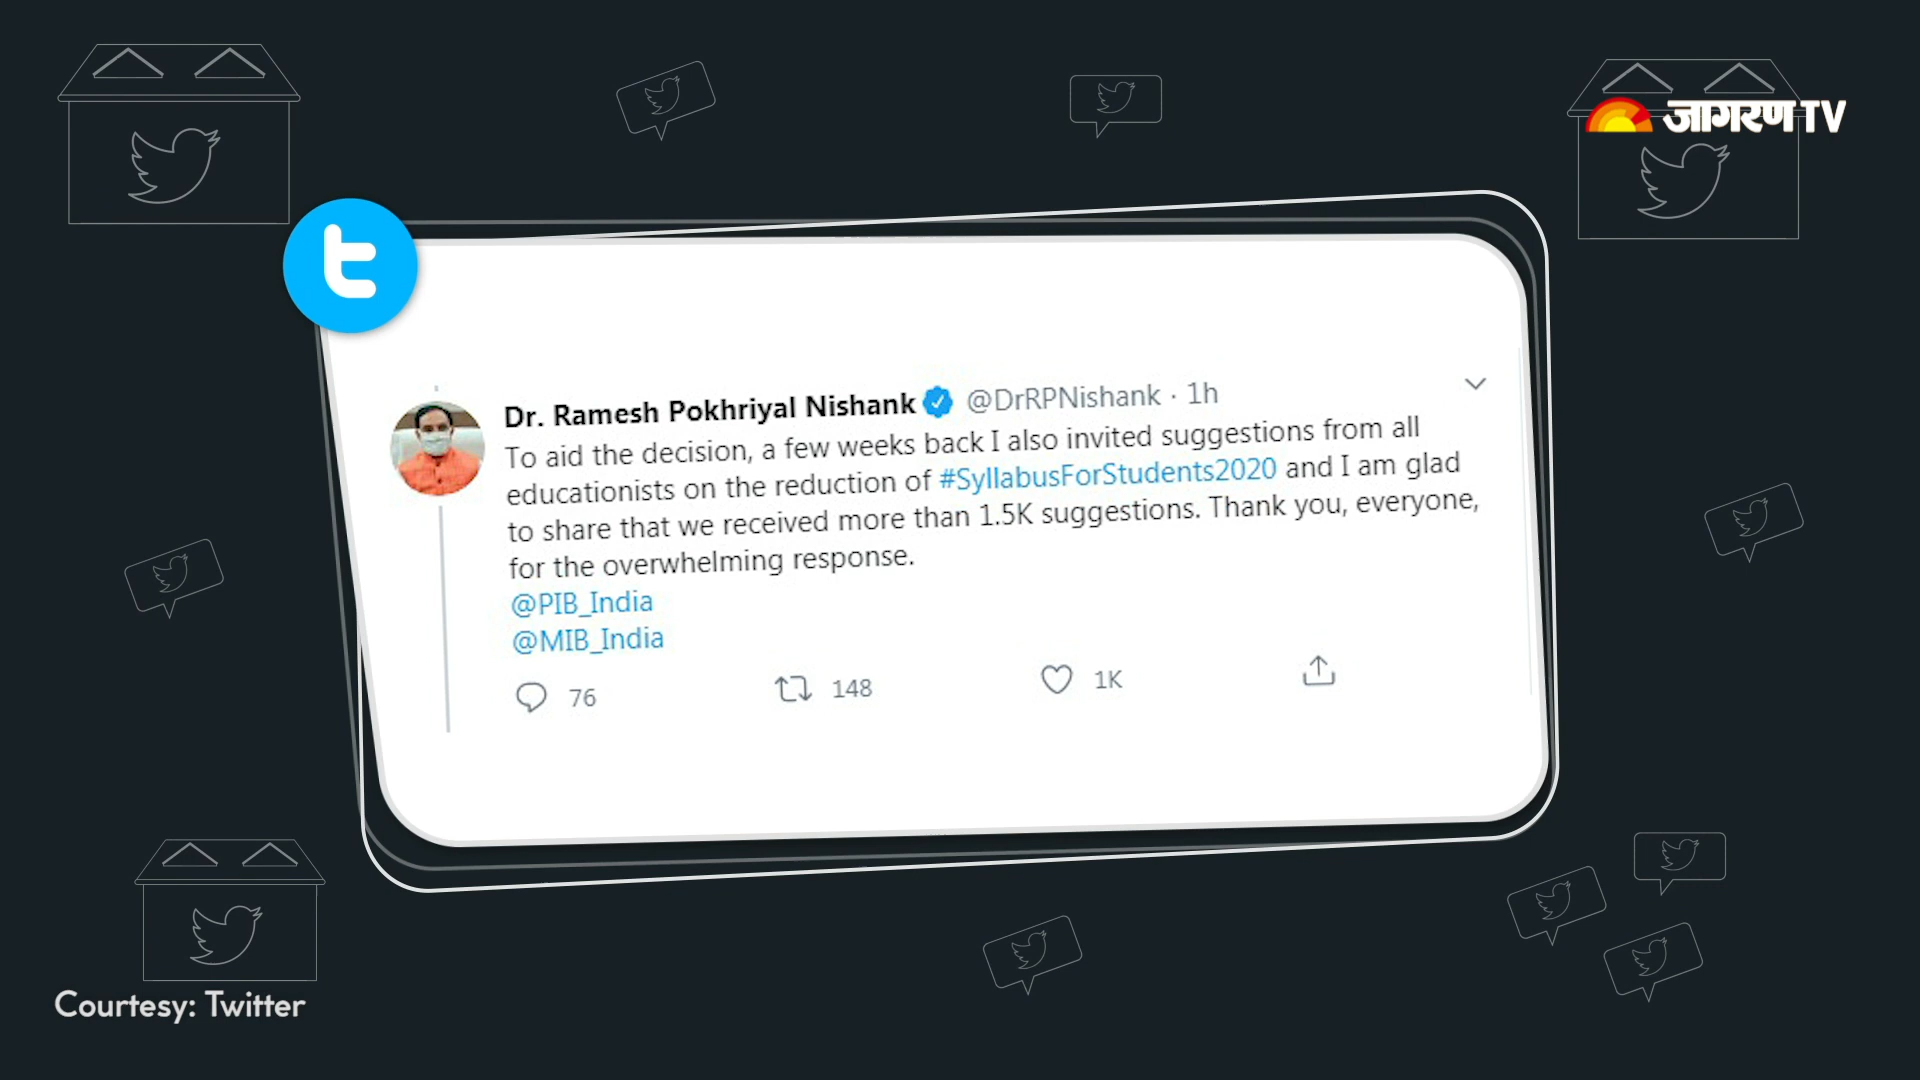 जागरण TV
Dr. Ramesh Pokhriyal Nishank @DrRPNishank · 1h
To aid the decision, a few weeks back I also invited suggestions from all
educationists on the reduction of #SyllabusForStudents2020 and I am glad
to share that we received more than 1.5K suggestions. Thank you, everyone,
for the overwhelming response.
@PIB_India
@MIB_India
76 148 1K
Courtesy: Twitter